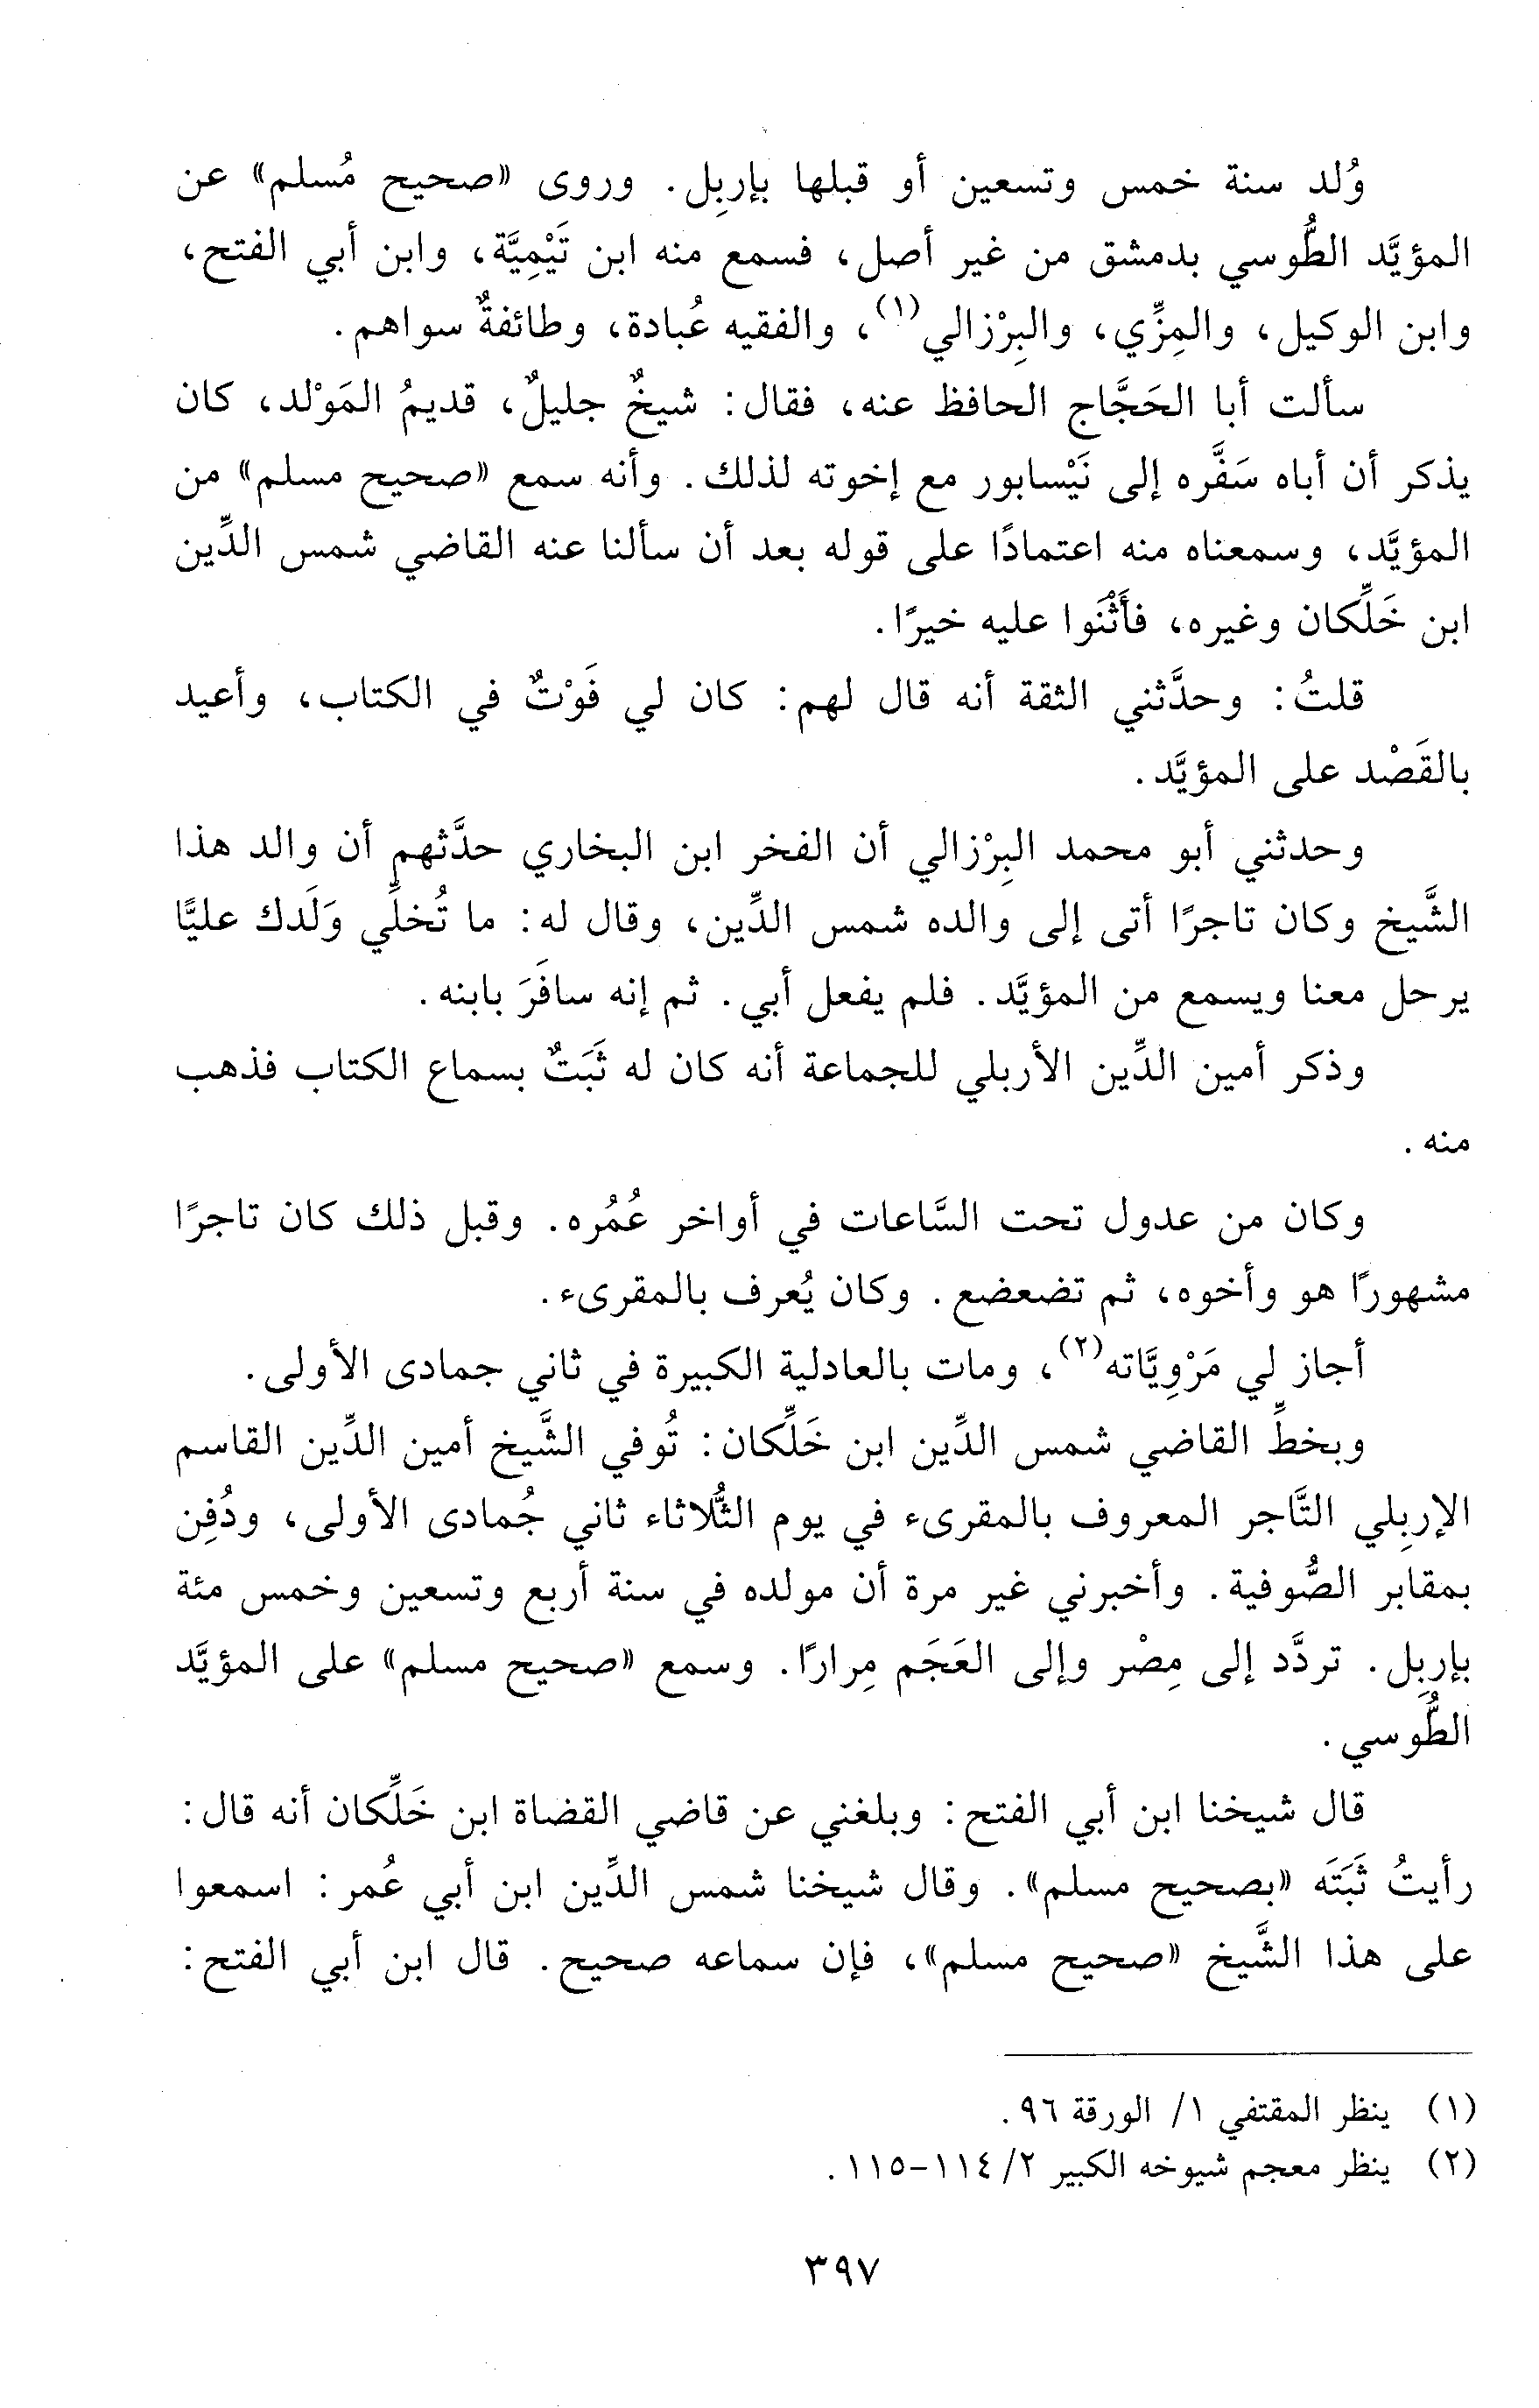 وُلد سنة خمس وتسعين أو قبلها بإربِل. وروى «صحيح مُسلم» عن
المؤيَّد الطُّوسي بدمشق من غير أصل، فسمع منه ابن تَيْمِيَّة، وابن أبي الفتح،
وابن الوكيل، والمِزِّي، والبِرْزالي(١)، والفقيه عُبادة، وطائفةٌ سواهم.
سألت أبا الحَجَّاج الحافظ عنه، فقال: شيخٌ جليلٌ، قديمُ المَوْلد، كان
يذكر أن أباه سَفَّره إلى نَيْسابور مع إخوته لذلك. وأنه سمع «صحيح مسلم» من
المؤيَّد، وسمعناه منه اعتمادًا على قوله بعد أن سألنا عنه القاضي شمس الدِّين
ابن خَلِّكان وغيره، فأَثْنَوا عليه خيرًا.
قلتُ: وحدَّثني الثقة أنه قال لهم: كان لي فَوْتٌ في الكتاب، وأعيد
بالقَصْد على المؤيَّد.
وحدثني أبو محمد البِرْزالي أن الفخر ابن البخاري حدَّثهم أن والد هذا
الشَّيخ وكان تاجرًا أتى إلى والده شمس الدِّين، وقال له: ما تُخلِّي وَلَدك عليًّا
يرحل معنا ويسمع من المؤيَّد. فلم يفعل أبي. ثم إنه سافَرَ بابنه.
وذكر أمين الدِّين الأربلي للجماعة أنه كان له ثَبَتٌ بسماع الكتاب فذهب
منه.
وكان من عدول تحت السَّاعات في أواخر عُمُره. وقبل ذلك كان تاجرًا
مشهورًا هو وأخوه، ثم تضعضع. وكان يُعرف بالمقرىء.
أجاز لي مَرْوِيَّاته(٢)، ومات بالعادلية الكبيرة في ثاني جمادى الأولى.
وبخطِّ القاضي شمس الدِّين ابن خَلِّكان: تُوفي الشَّيخ أمين الدِّين القاسم
الإربِلي التَّاجر المعروف بالمقرىء في يوم الثُّلاثاء ثاني جُمادى الأولى، ودُفِن
بمقابر الصُّوفية. وأخبرني غير مرة أن مولده في سنة أربع وتسعين وخمس مئة
بإربِل. تردَّد إلى مِصْر وإلى العَجَم مِرارًا. وسمع «صحيح مسلم» على المؤيَّد
الطُّوسي.
قال شيخنا ابن أبي الفتح: وبلغني عن قاضي القضاة ابن خَلِّكان أنه قال:
رأيتُ ثَبَتَه «بصحيح مسلم». وقال شيخنا شمس الدِّين ابن أبي عُمر: اسمعوا
على هذا الشَّيخ «صحيح مسلم»، فإن سماعه صحيح. قال ابن أبي الفتح:
(١) ينظر المقتفي ١/ الورقة ٩٦.
(٢) ينظر معجم شيوخه الكبير ٢/ ١١٤-١١٥.
٣٩٧